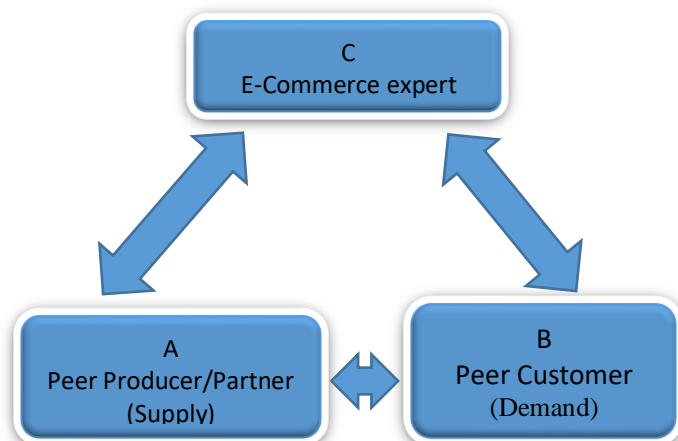 C
E-Commerce expert
A
Peer Producer/Partner
(Supply)
B
Peer Customer
(Demand)